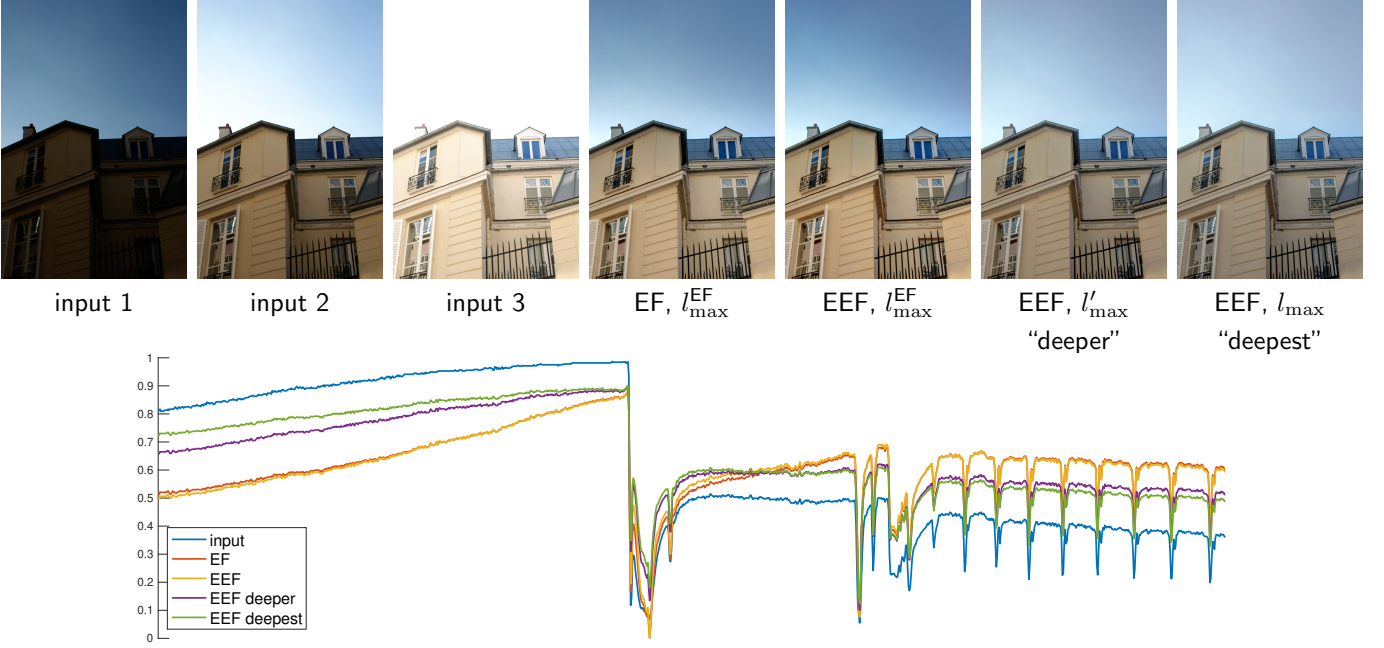 input 1
input 2
input 3
EF, l_max^EF
EEF, l_max^EF
EEF, l′_max
“deeper”
EEF, l_max
“deepest”
1
0.9
0.8
0.7
0.6
0.5
0.4
0.3
0.2
0.1
0
input
EF
EEF
EEF deeper
EEF deepest